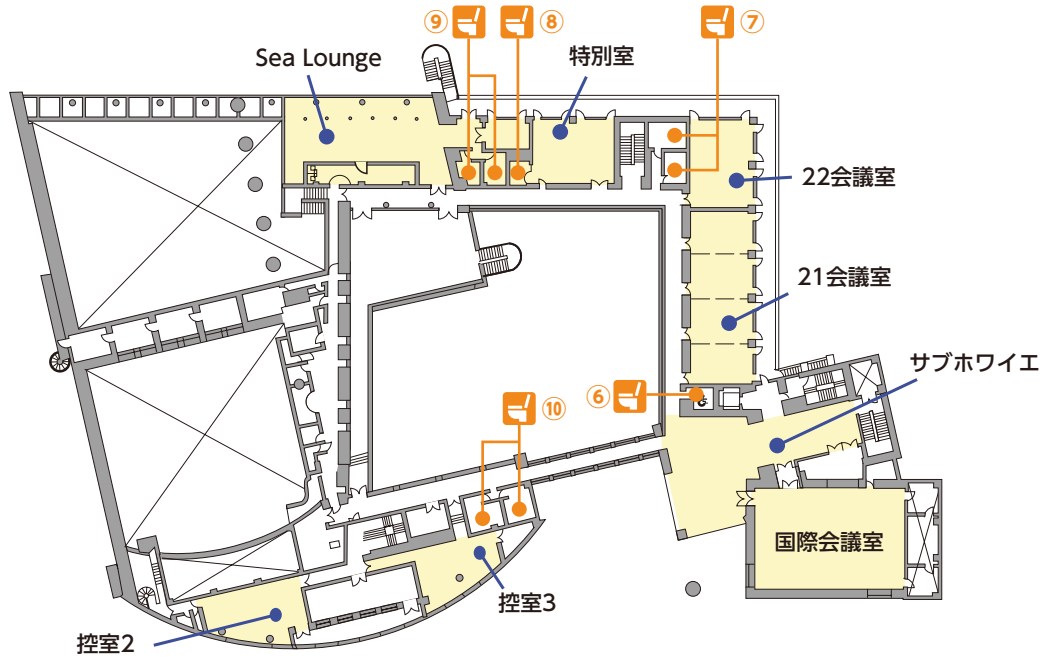 ⑨
⑧
⑦
Sea Lounge
特別室
22会議室
21会議室
サブホワイエ
⑥
⑩
国際会議室
控室3
控室2